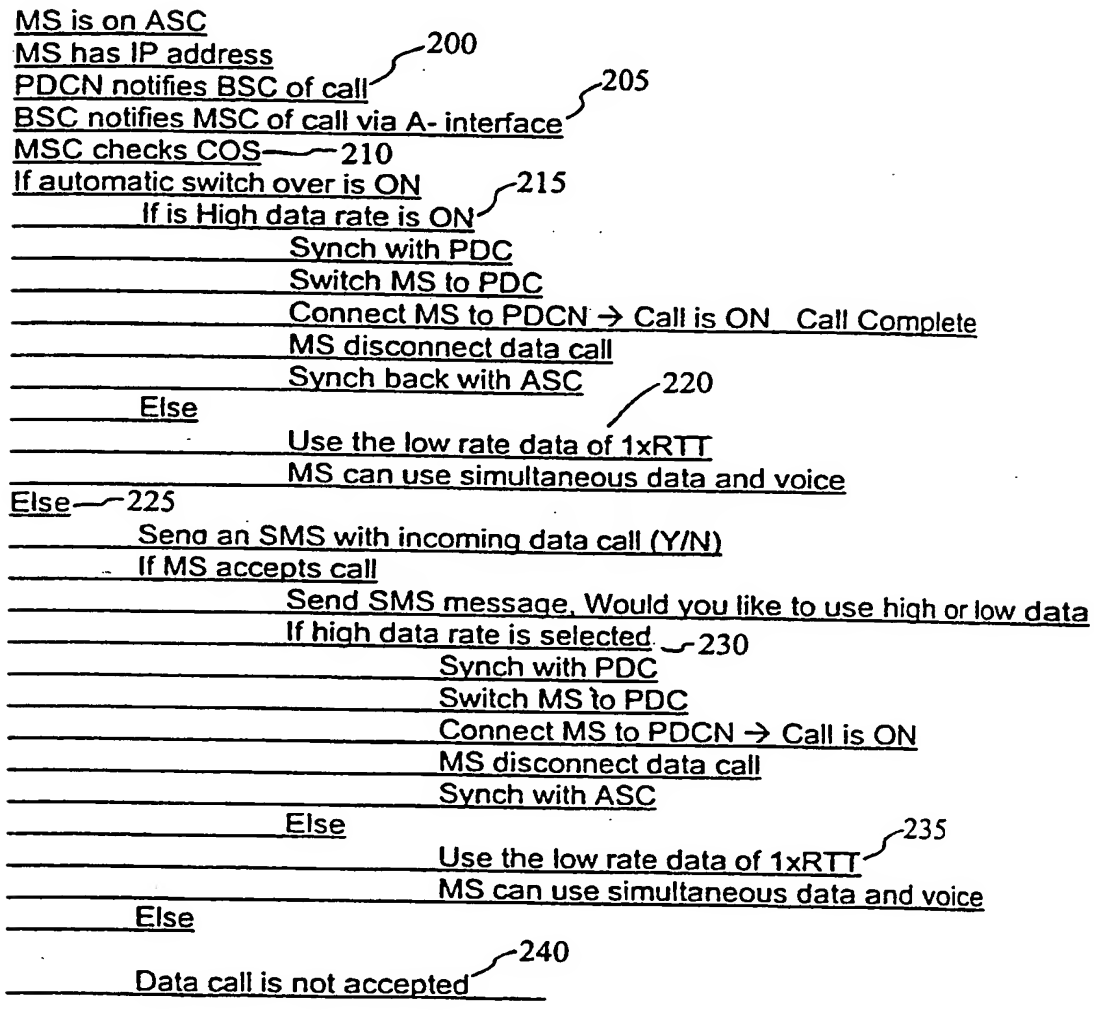 MS is on ASC
MS has IP address
200
PDCN notifies BSC of call
205
BSC notifies MSC of call via A- interface
MSC checks COS 210
If automatic switch over is ON
215
If is High data rate is ON
Synch with PDC
Switch MS to PDC
Connect MS to PDCN → Call is ON Call Complete
MS disconnect data call
Synch back with ASC
220
Else
Use the low rate data of 1xRTT
MS can use simultaneous data and voice
Else 225
Send an SMS with incoming data call (Y/N)
If MS accepts call
Send SMS message, Would you like to use high or low data
If high data rate is selected 230
Synch with PDC
Switch MS to PDC
Connect MS to PDCN → Call is ON
MS disconnect data call
Synch with ASC
Else
235
Use the low rate data of 1xRTT
MS can use simultaneous data and voice
Else
240
Data call is not accepted